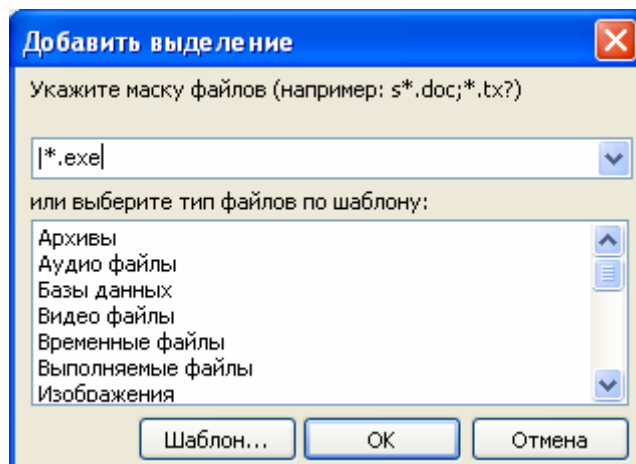 Добавить выделение
Укажите маску файлов (например: s*.doc;*.tx?)
|*.exe
или выберите тип файлов по шаблону:
Архивы
Аудио файлы
Базы данных
Видео файлы
Временные файлы
Выполняемые файлы
Изображения
Шаблон... OK Отмена